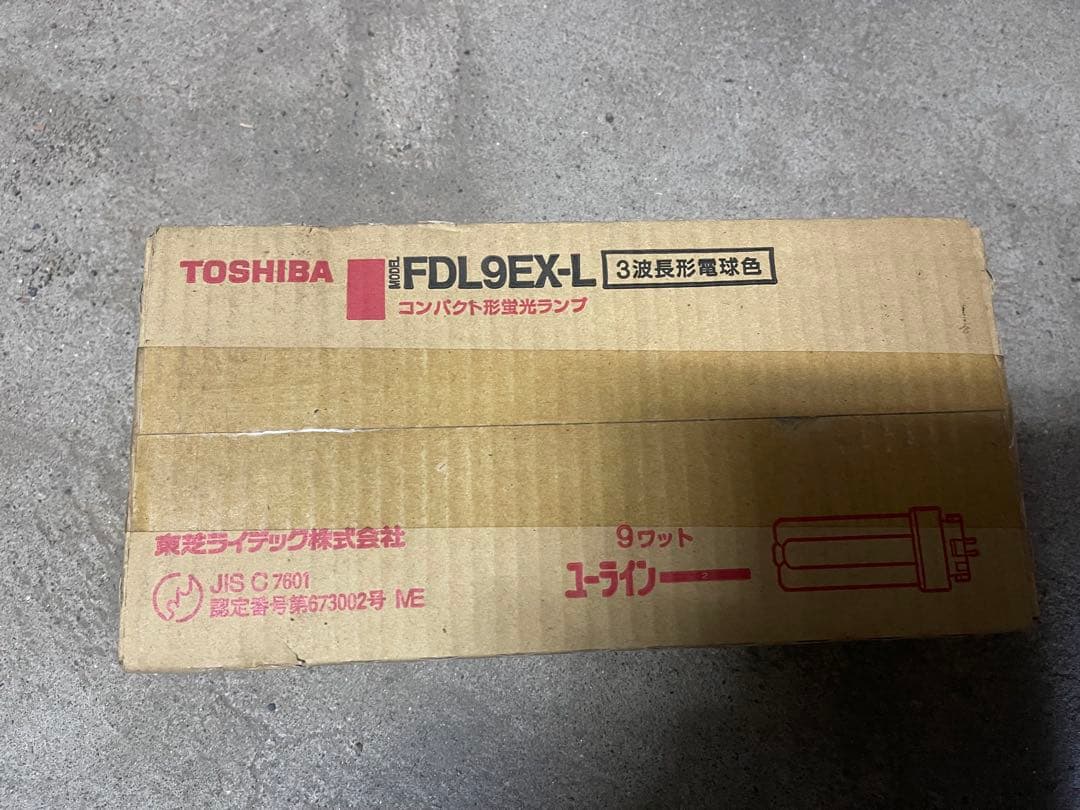 TOSHIBA
MODEL FDL9EX-L 3波長形電球色
コンパクト形蛍光ランプ
東芝ライテック株式会社
JIS C 7601
認定番号第673002号 ME
9ワット
ユーライン 2